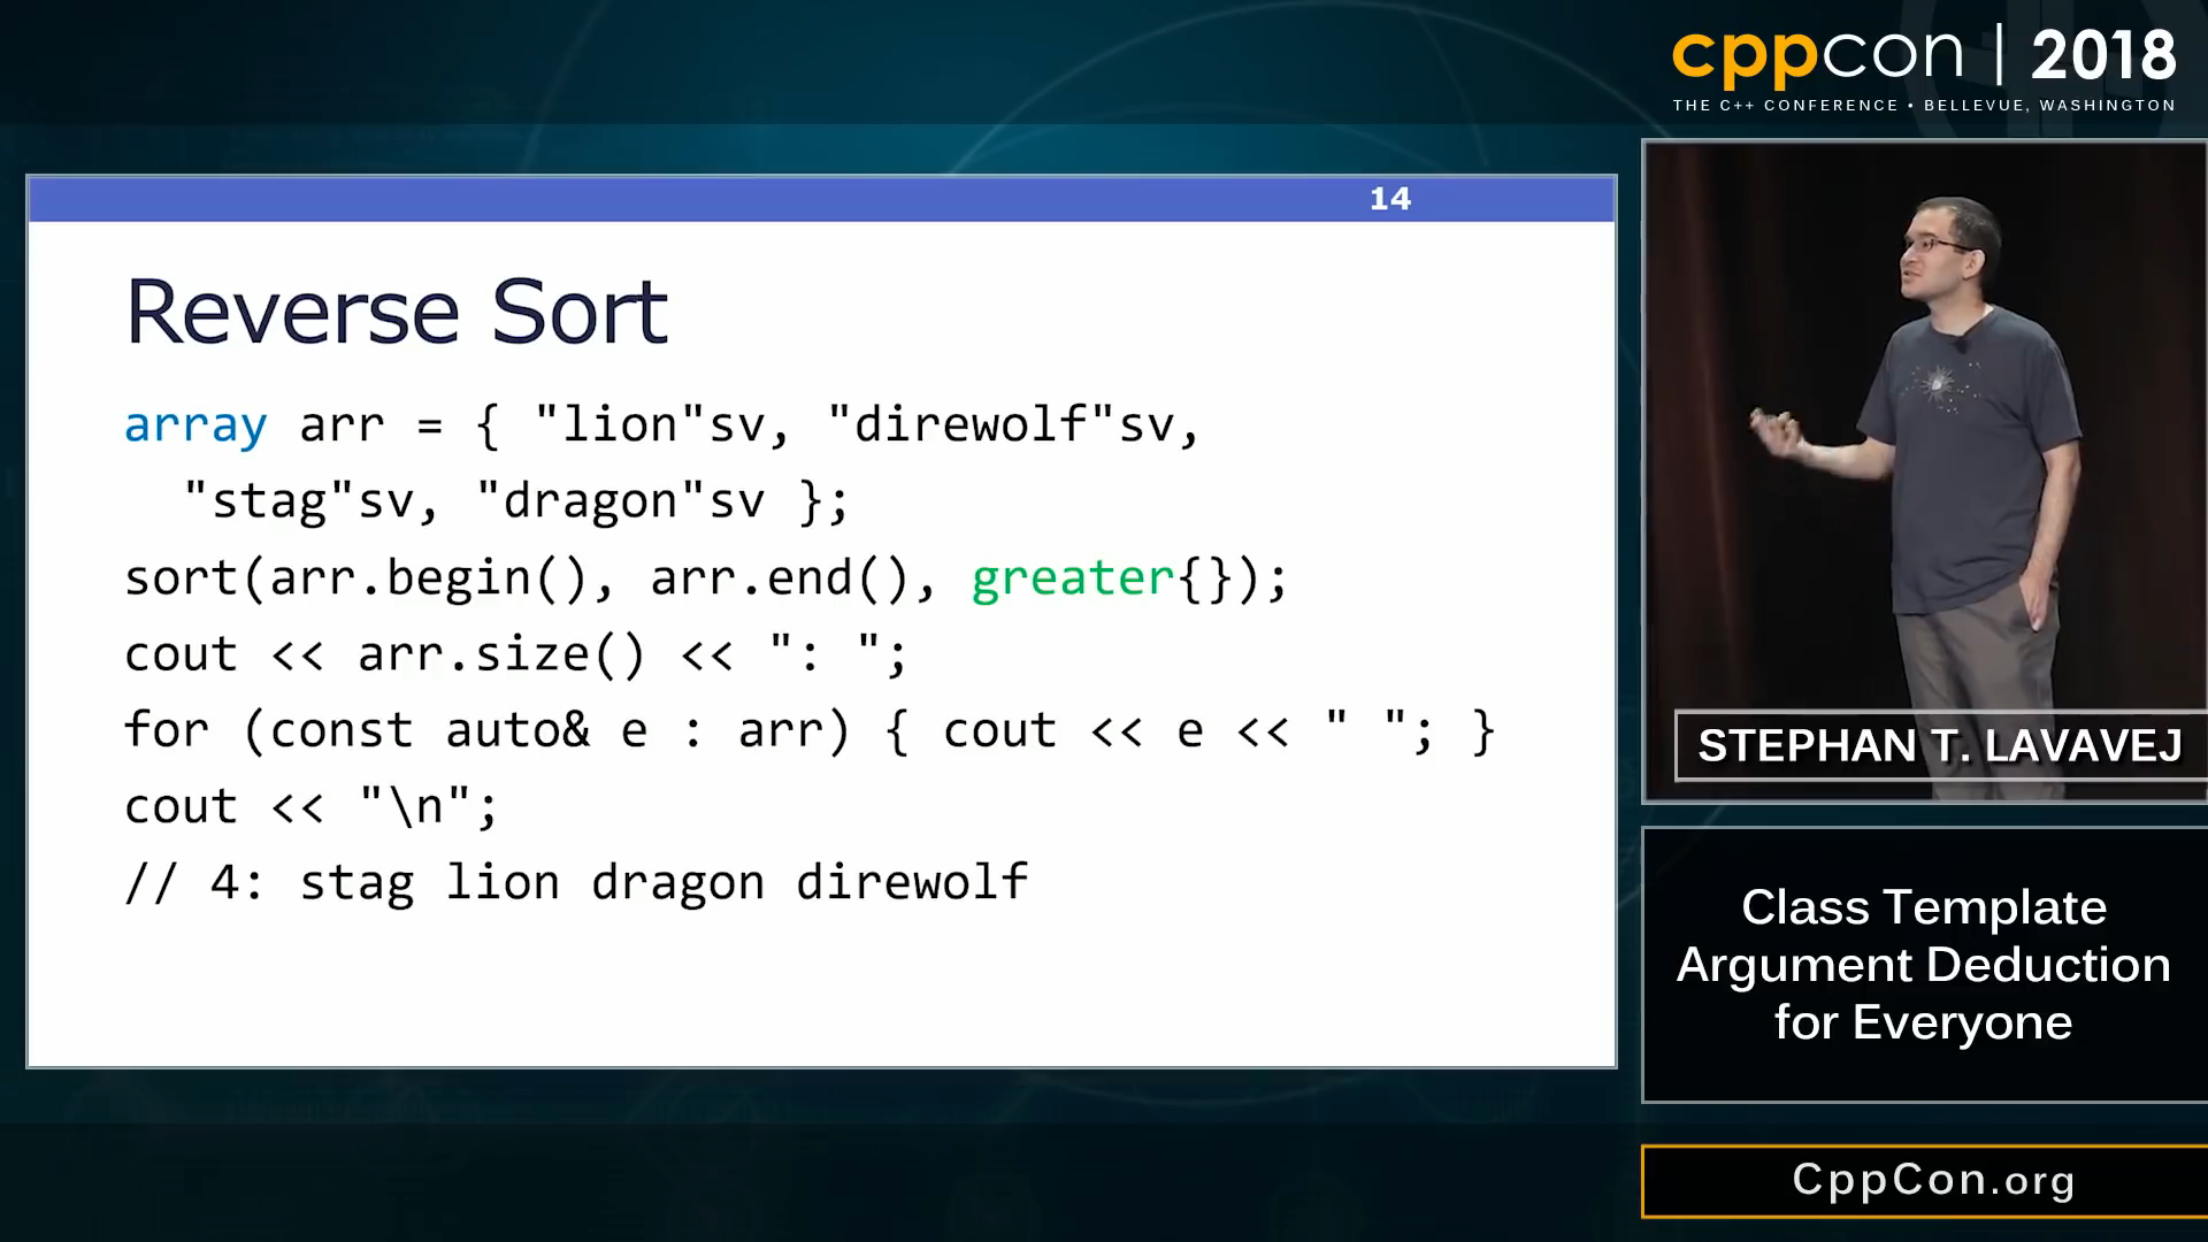 cppcon | 2018
THE C++ CONFERENCE • BELLEVUE, WASHINGTON
14
Reverse Sort
array arr = { "lion"sv, "direwolf"sv,
"stag"sv, "dragon"sv };
sort(arr.begin(), arr.end(), greater{});
cout << arr.size() << ": ";
for (const auto& e : arr) { cout << e << " "; }
cout << "\n";
// 4: stag lion dragon direwolf
STEPHAN T. LAVAVEJ
Class Template
Argument Deduction
for Everyone
CppCon.org